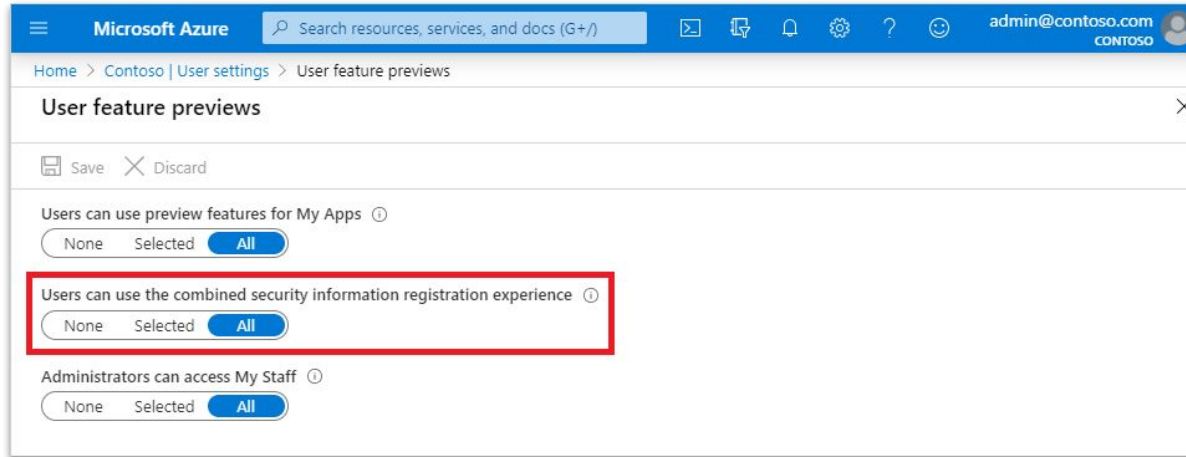 Microsoft Azure Search resources, services, and docs (G+/) admin@contoso.com
CONTOSO
Home > Contoso | User settings > User feature previews
User feature previews
Save Discard
Users can use preview features for My Apps
None Selected All
Users can use the combined security information registration experience
None Selected All
Administrators can access My Staff
None Selected All